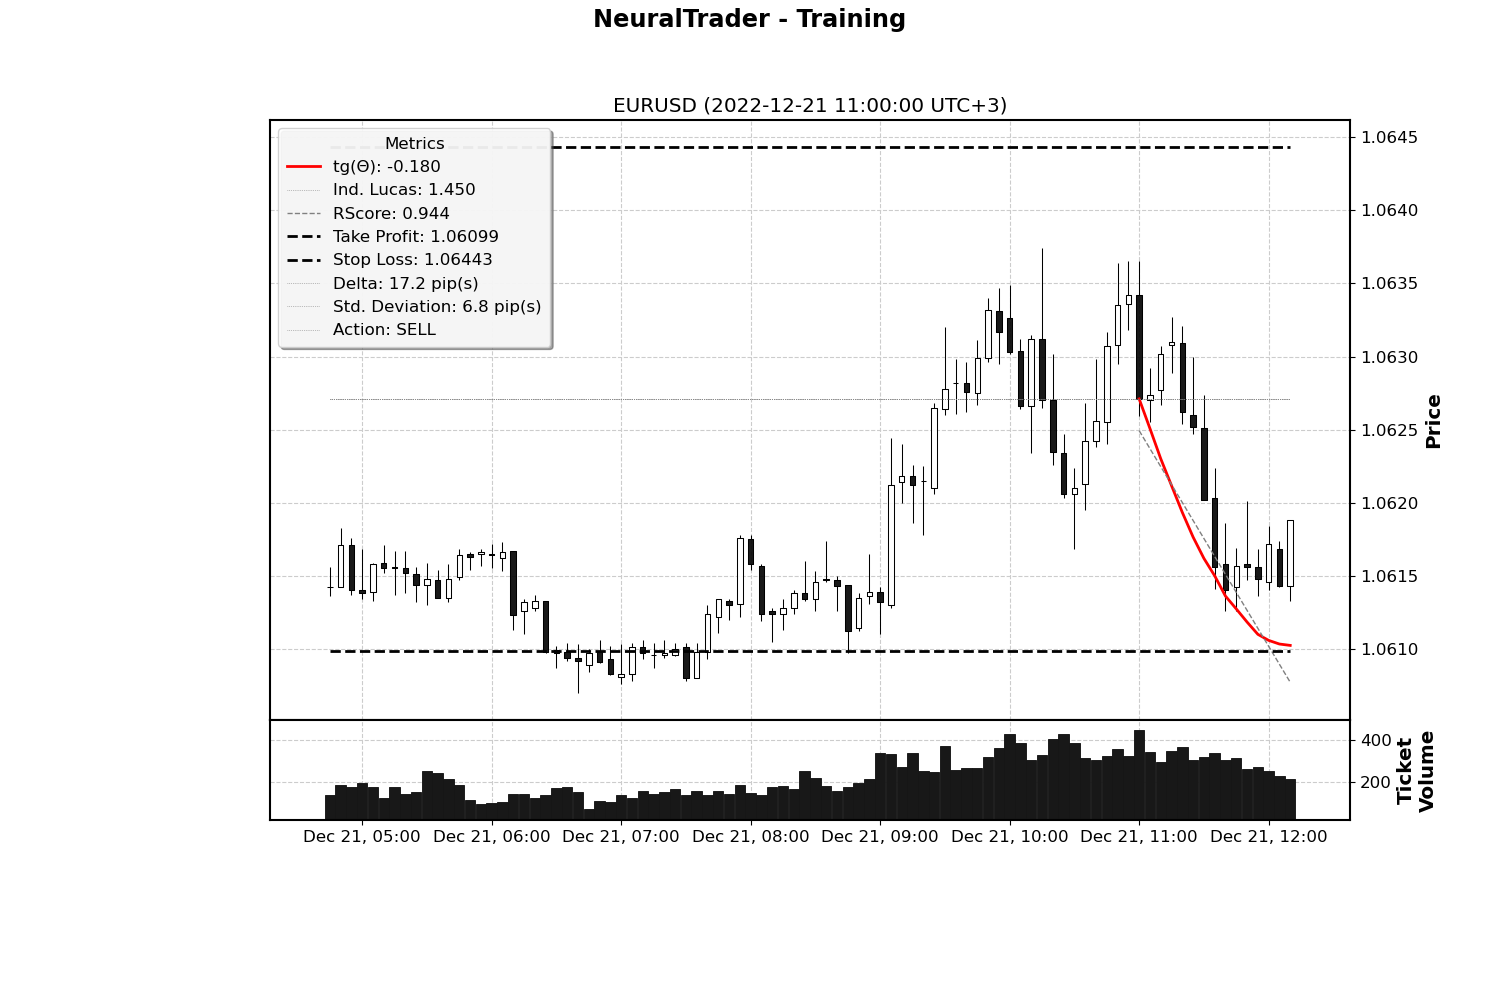 NeuralTrader - Training
EURUSD (2022-12-21 11:00:00 UTC+3)
Metrics
tg(Θ): -0.180
Ind. Lucas: 1.450
RScore: 0.944
Take Profit: 1.06099
Stop Loss: 1.06443
Delta: 17.2 pip(s)
Std. Deviation: 6.8 pip(s)
Action: SELL
1.0645
1.0640
1.0635
1.0630
1.0625
1.0620
1.0615
1.0610
Price
400
200
Ticket
Volume
Dec 21, 05:00
Dec 21, 06:00
Dec 21, 07:00
Dec 21, 08:00
Dec 21, 09:00
Dec 21, 10:00
Dec 21, 11:00
Dec 21, 12:00